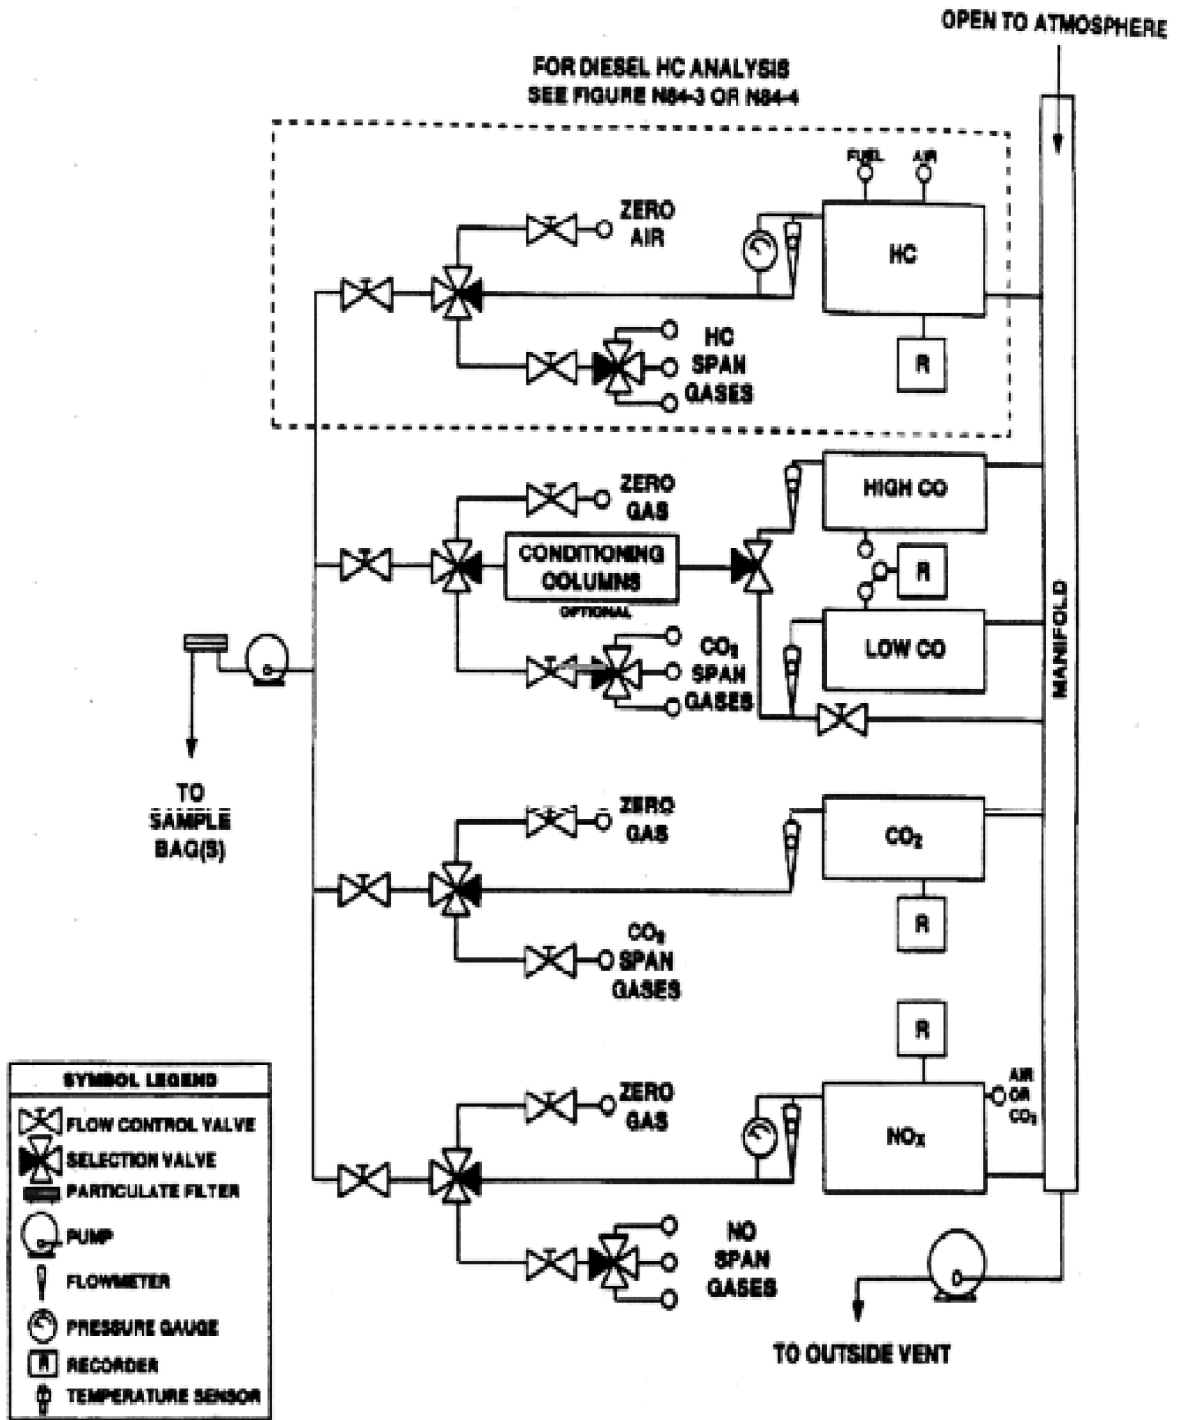 OPEN TO ATMOSPHERE
FOR DIESEL HC ANALYSIS
SEE FIGURE N84-3 OR N84-4
FUEL
AIR
ZERO
AIR
HC
HC
SPAN
GASES
R
ZERO
GAS
HIGH CO
CONDITIONING
COLUMNS
OPTIONAL
R
LOW CO
CO₂
SPAN
GASES
MANIFOLD
TO
SAMPLE
BAG(S)
ZERO
GAS
CO₂
R
CO₂
SPAN
GASES
R
ZERO
GAS
AIR
OR
CO₂
NOx
NO
SPAN
GASES
TO OUTSIDE VENT
SYMBOL LEGEND
FLOW CONTROL VALVE
SELECTION VALVE
PARTICULATE FILTER
PUMP
FLOWMETER
PRESSURE GAUGE
R RECORDER
TEMPERATURE SENSOR